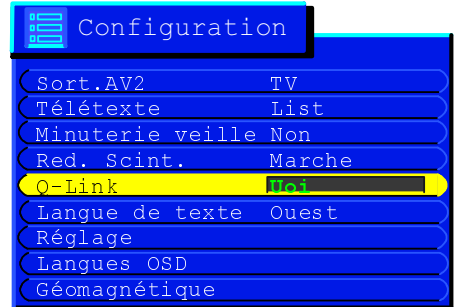 Configuration
Sort.AV2 TV
Télétexte List
Minuterie veille Non
Red. Scint. Marche
Q-Link Uoi
Langue de texte Ouest
Réglage
Langues OSD
Géomagnétique